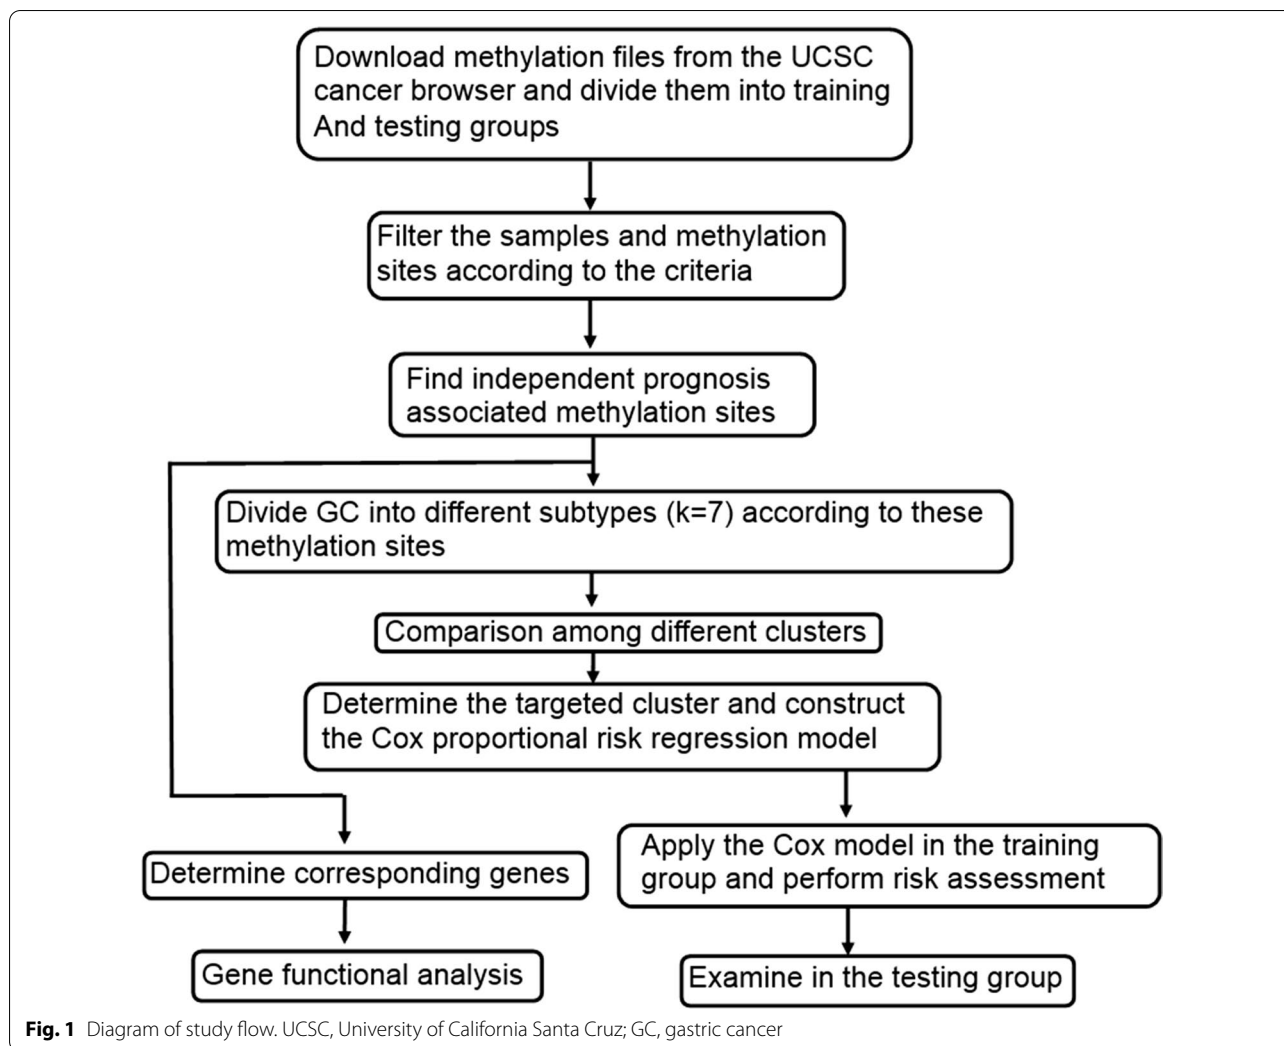 Download methylation files from the UCSC
cancer browser and divide them into training
And testing groups
Filter the samples and methylation
sites according to the criteria
Find independent prognosis
associated methylation sites
Divide GC into different subtypes (k=7) according to these
methylation sites
Comparison among different clusters
Determine the targeted cluster and construct
the Cox proportional risk regression model
Determine corresponding genes
Gene functional analysis
Apply the Cox model in the training
group and perform risk assessment
Examine in the testing group
Fig. 1 Diagram of study flow. UCSC, University of California Santa Cruz; GC, gastric cancer